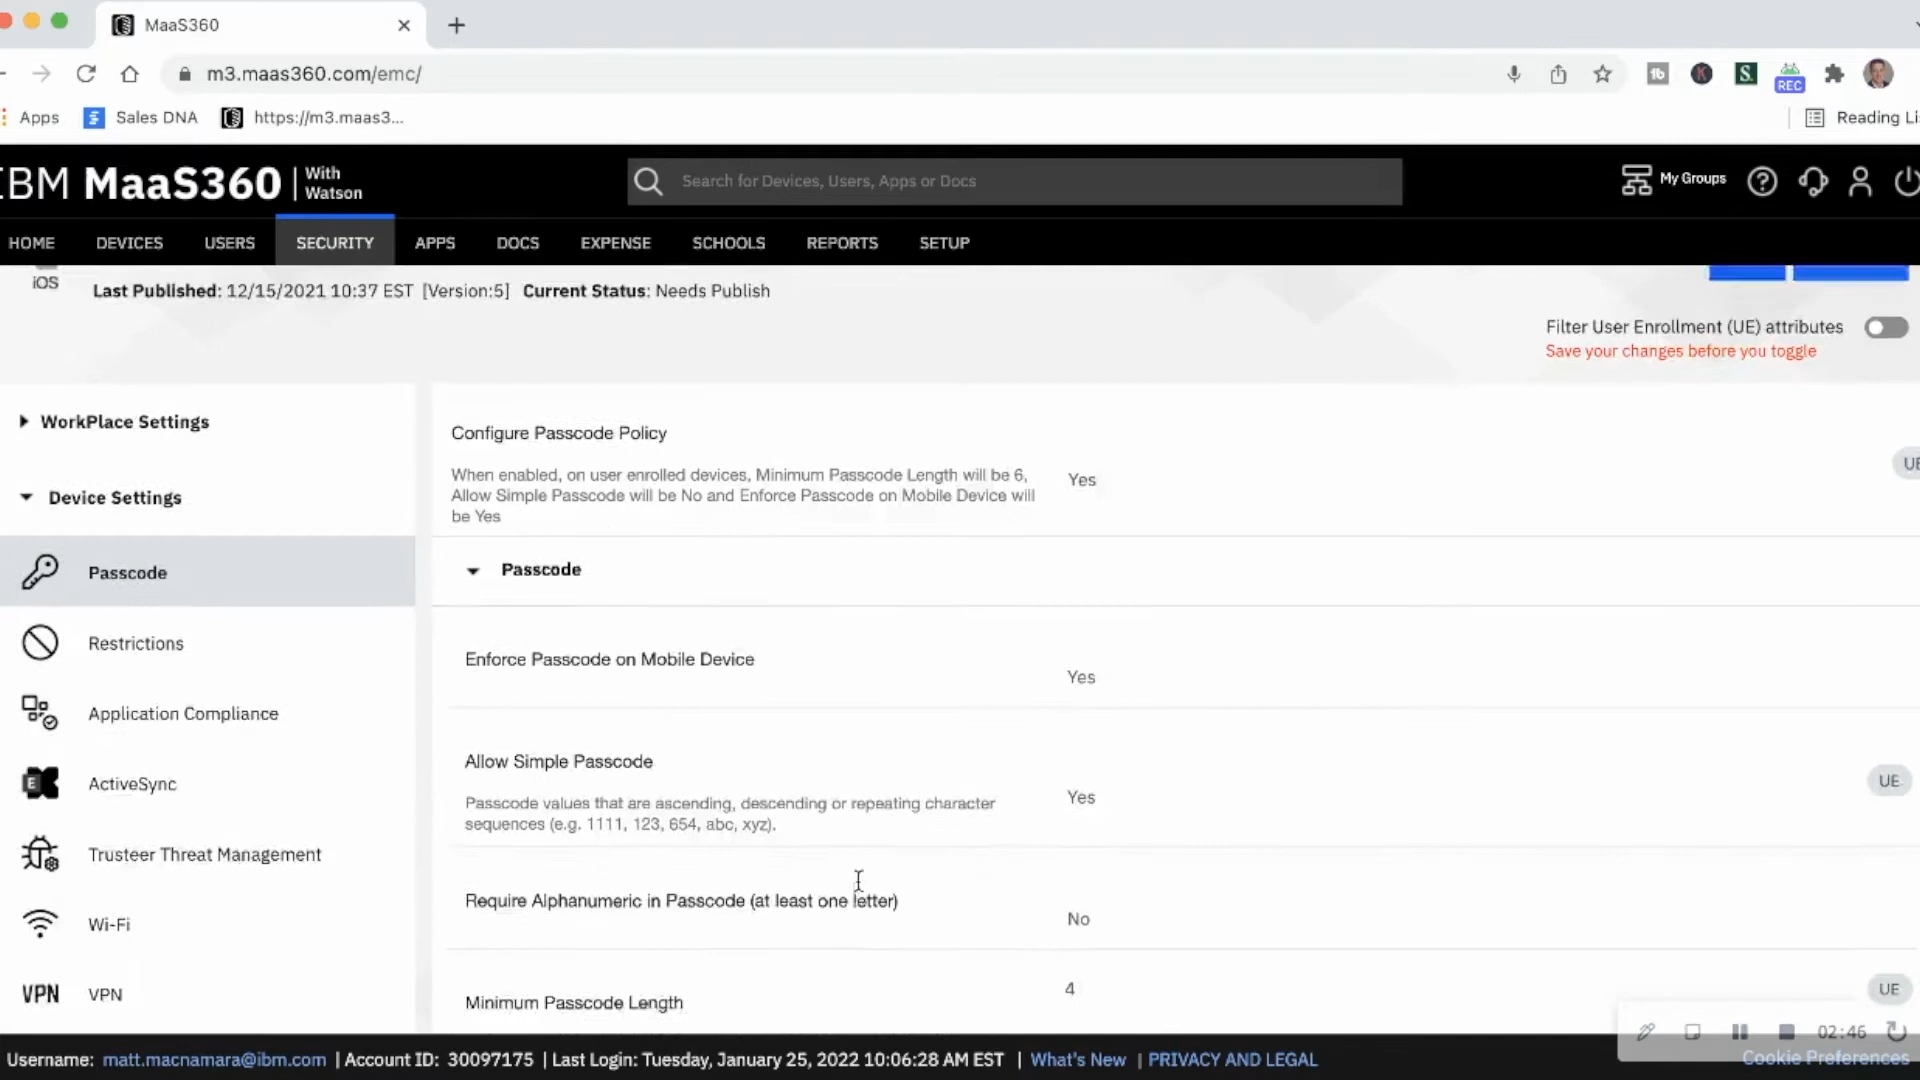 MaaS360
m3.maas360.com/emc/
REC
Apps
Sales DNA
https://m3.maas3...
Reading Li
IBM MaaS360 | With Watson
Search for Devices, Users, Apps or Docs
My Groups
HOME DEVICES USERS SECURITY APPS DOCS EXPENSE SCHOOLS REPORTS SETUP
iOS
Last Published: 12/15/2021 10:37 EST [Version:5] Current Status: Needs Publish
Filter User Enrollment (UE) attributes
Save your changes before you toggle
WorkPlace Settings
Device Settings
Passcode
Restrictions
Application Compliance
ActiveSync
Trusteer Threat Management
Wi-Fi
VPN VPN
Configure Passcode Policy
When enabled, on user enrolled devices, Minimum Passcode Length will be 6,
Allow Simple Passcode will be No and Enforce Passcode on Mobile Device will
be Yes
Yes
UE
Passcode
Enforce Passcode on Mobile Device
Yes
Allow Simple Passcode
Passcode values that are ascending, descending or repeating character
sequences (e.g. 1111, 123, 654, abc, xyz).
Yes
UE
Require Alphanumeric in Passcode (at least one letter)
No
Minimum Passcode Length
4
UE
02:46
Username: matt.macnamara@ibm.com | Account ID: 30097175 | Last Login: Tuesday, January 25, 2022 10:06:28 AM EST | What's New | PRIVACY AND LEGAL
Cookie Preferences